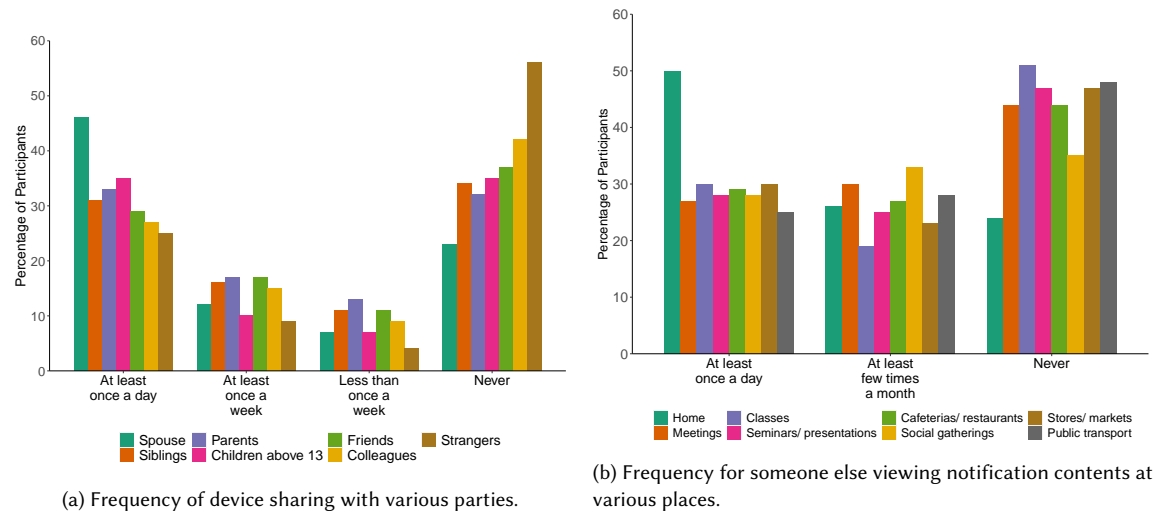 60
50
40
30
20
10
0
Percentage of Participants
At least
once a day
At least
once a
week
Less than
once a
week
Never
Spouse
Parents
Friends
Strangers
Siblings
Children above 13
Colleagues
(a) Frequency of device sharing with various parties.
60
50
40
30
20
10
0
Percentage of Participants
At least
once a day
At least
few times
a month
Never
Home
Classes
Cafeterias/ restaurants
Stores/ markets
Meetings
Seminars/ presentations
Social gatherings
Public transport
(b) Frequency for someone else viewing notification contents at
various places.